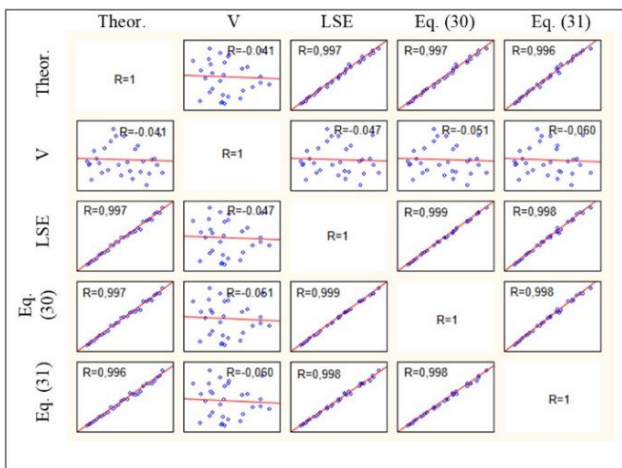 Theor. V LSE Eq. (30) Eq. (31)
Theor. R=1 R=-0.041 R=0,997 R=0,997 R=0,996
V R=-0.041 R=1 R=-0.047 R=-0.051 R=-0.060
LSE R=0,997 R=-0.047 R=1 R=0,999 R=0,998
Eq. (30) R=0,997 R=-0.051 R=0,999 R=1 R=0,998
Eq. (31) R=0,996 R=-0.060 R=0,998 R=0,998 R=1